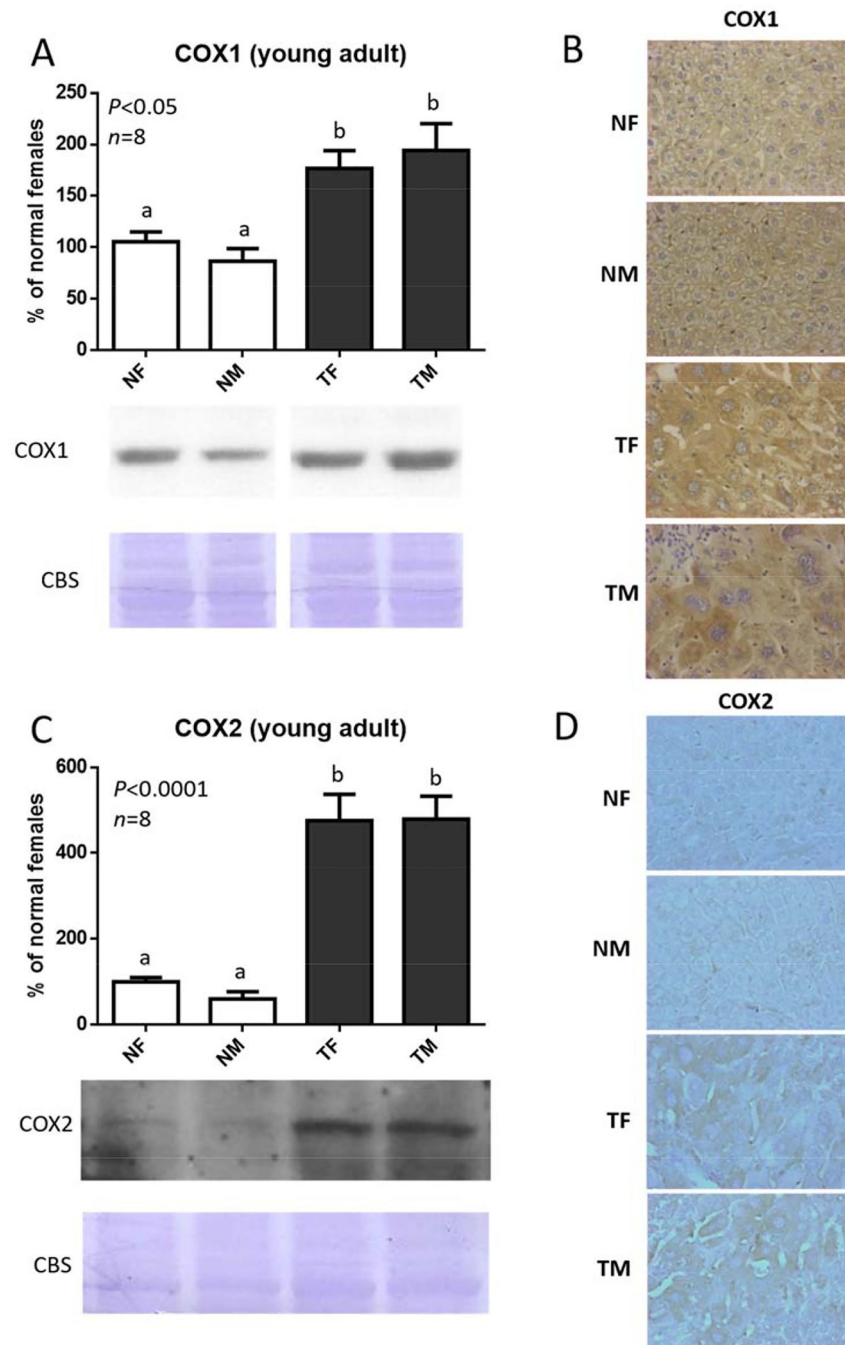 A
COX1 (young adult)
% of normal females
250
200
150
100
50
0
P<0.05
n=8
a
a
b
b
NF
NM
TF
TM
COX1
CBS
B
COX1
NF
NM
TF
TM
C
COX2 (young adult)
% of normal females
600
400
200
0
P<0.0001
n=8
a
a
b
b
NF
NM
TF
TM
COX2
CBS
D
COX2
NF
NM
TF
TM